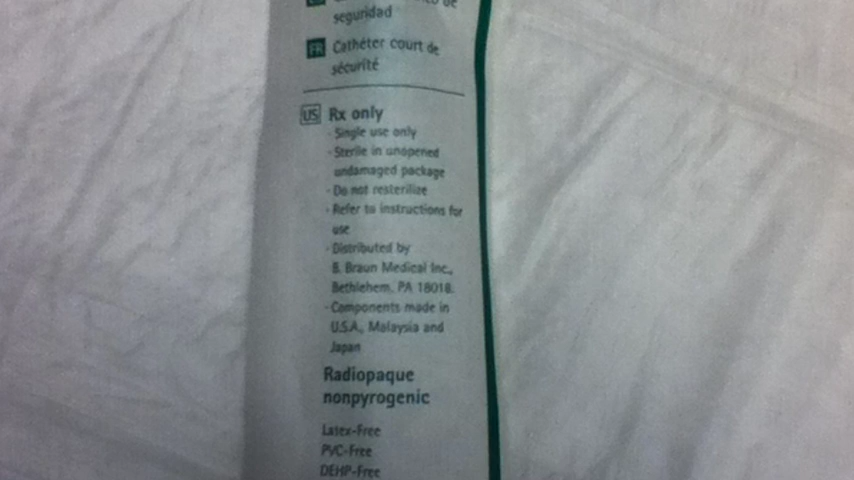 de
seguridad
FR Cathéter court de
sécurité
US Rx only
· Single use only
· Sterile in unopened
undamaged package
· Do not resterilize
· Refer to instructions for
use
· Distributed by
B. Braun Medical Inc.,
Bethlehem, PA 18018.
· Components made in
U.S.A., Malaysia and
Japan
Radiopaque
nonpyrogenic
Latex-Free
PVC-Free
DEHP-Free